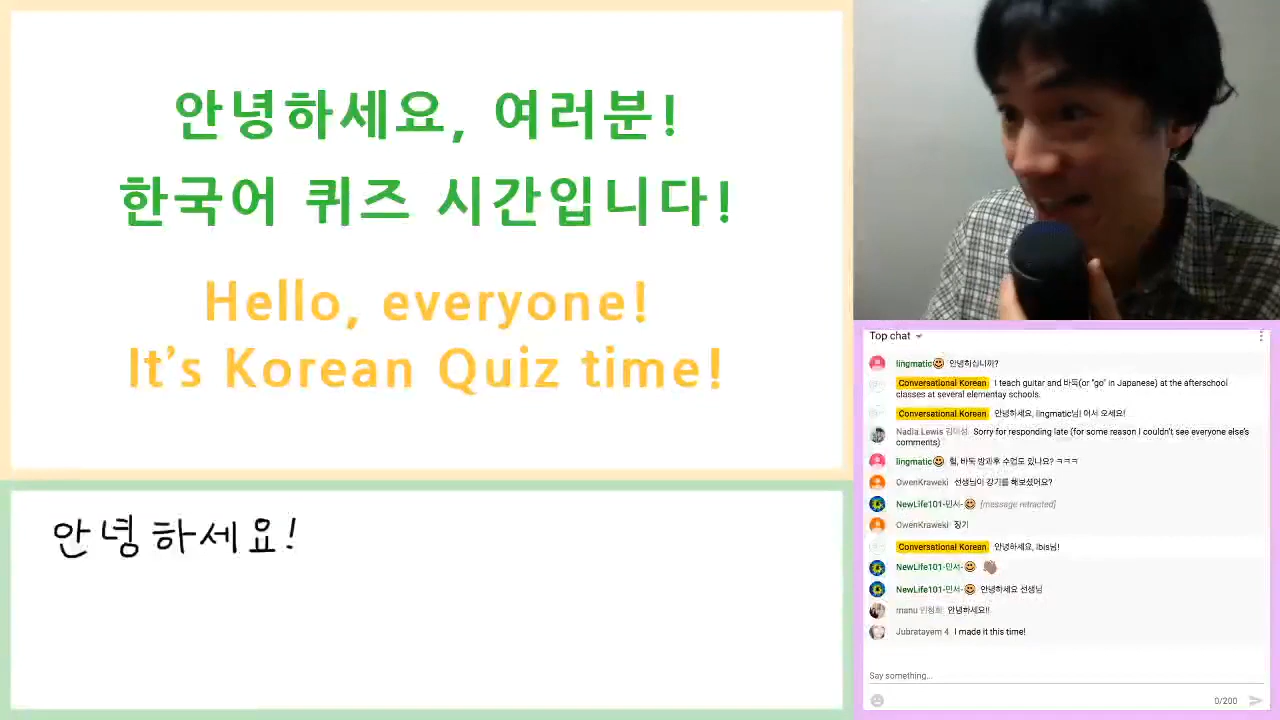 안녕하세요, 여러분!
한국어 퀴즈 시간입니다!
Hello, everyone!
It's Korean Quiz time!
안녕하세요!
Top chat
lingmatic 안녕하십니까?
Conversational Korean I teach guitar and 바둑(or "go" in Japanese) at the afterschool
classes at several elementay schools.
Conversational Korean 안녕하세요, lingmatic님! 어서 오세요!
Nadia Lewis 김미성 Sorry for responding late (for some reason I couldn't see everyone else's
comments)
lingmatic 헐, 바둑 방과후 수업도 있나요? ㅋㅋㅋ
OwenKraweki 선생님이 강기를 해보셨어요?
NewLife101-민서- [message retracted]
OwenKraweki 장기
Conversational Korean 안녕하세요, Ibis님!
NewLife101-민서-
NewLife101-민서- 안녕하세요 선생님
manu 안녕하세요!!
Jubratayem 4 I made it this time!
Say something...
0/200